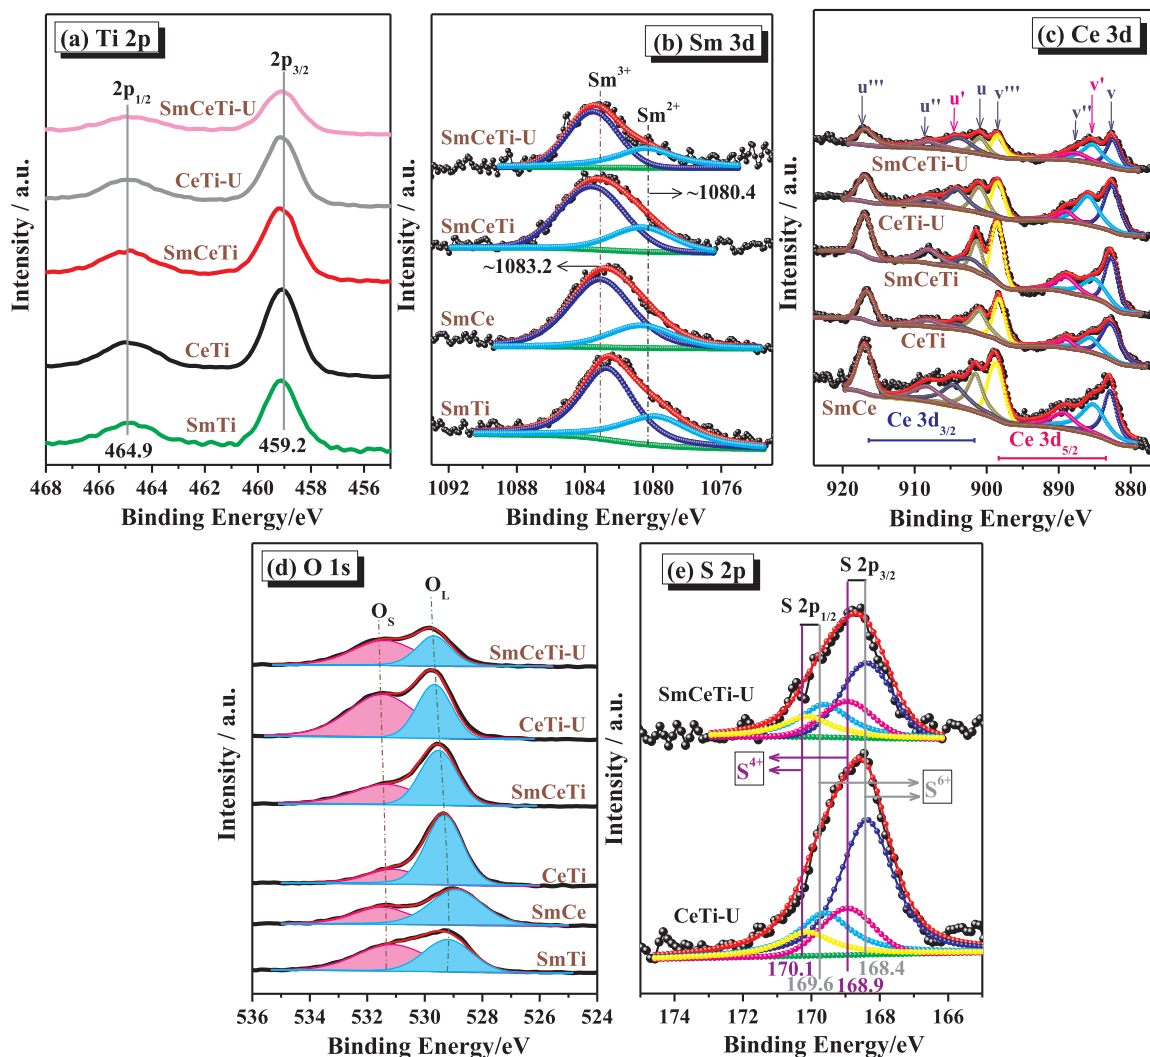 (a) Ti 2p
2p1/2
2p3/2
SmCeTi-U
CeTi-U
SmCeTi
CeTi
SmTi
464.9
459.2
468 466 464 462 460 458 456
Binding Energy/eV
Intensity / a.u.
(b) Sm 3d
Sm3+
Sm2+
SmCeTi-U
~1080.4
SmCeTi
~1083.2
SmCe
SmTi
1092 1088 1084 1080 1076
Binding Energy/eV
Intensity / a.u.
(c) Ce 3d
u''' u'' u' u v''' v'' v' v
SmCeTi-U
CeTi-U
SmCeTi
CeTi
SmCe
Ce 3d3/2
Ce 3d5/2
920 910 900 890 880
Binding Energy/eV
Intensity / a.u.
(d) O 1s
OS
OL
SmCeTi-U
CeTi-U
SmCeTi
CeTi
SmCe
SmTi
536 534 532 530 528 526 524
Binding Energy/eV
Intensity / a.u.
(e) S 2p
S 2p3/2
S 2p1/2
SmCeTi-U
S4+
S6+
CeTi-U
170.1
169.6
168.9
168.4
174 172 170 168 166
Binding Energy/eV
Intensity / a.u.